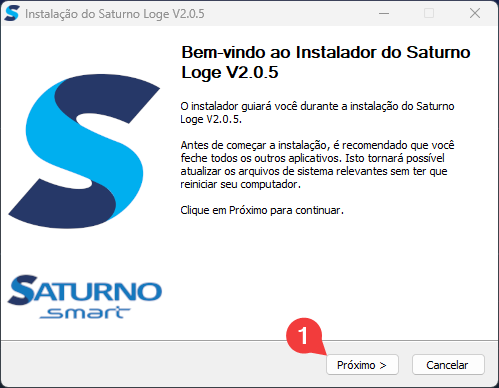 Instalação do Saturno Loge V2.0.5
Bem-vindo ao Instalador do Saturno
Loge V2.0.5
O instalador guiará você durante a instalação do Saturno
Loge V2.0.5.
Antes de começar a instalação, é recomendado que você
feche todos os outros aplicativos. Isto tornará possível
atualizar os arquivos de sistema relevantes sem ter que
reiniciar seu computador.
Clique em Próximo para continuar.
SATURNO
smart
1
Próximo >
Cancelar